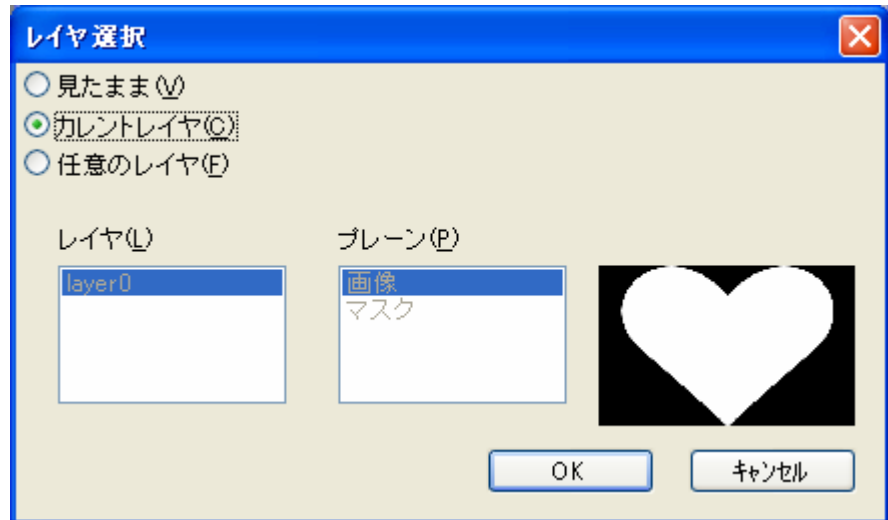 レイヤ選択
見たまま(V)
カレントレイヤ(C)
任意のレイヤ(F)
レイヤ(L)
プレーン(P)
layer0
画像
マスク
OK
キャンセル